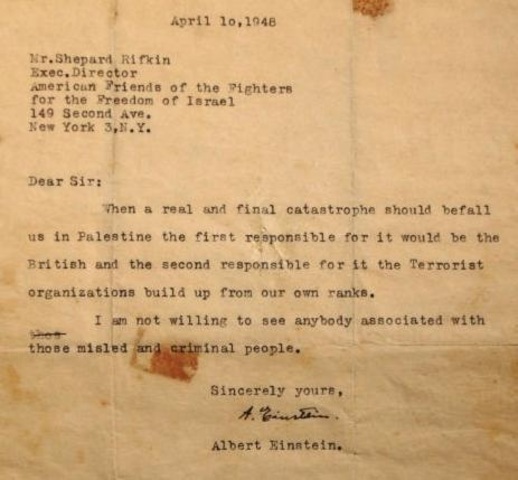 April 10,1948
Mr.Shepard Rifkin
Exec.Director
American Friends of the Fighters
for the Freedom of Israel
149 Second Ave.
New York 3,N.Y.
Dear Sir:
When a real and final catastrophe should befall
us in Palestine the first responsible for it would be the
British and the second responsible for it the Terrorist
organizations build up from our own ranks.
I am not willing to see anybody associated with
those misled and criminal people.
Sincerely yours,
A. Einstein.
Albert Einstein.